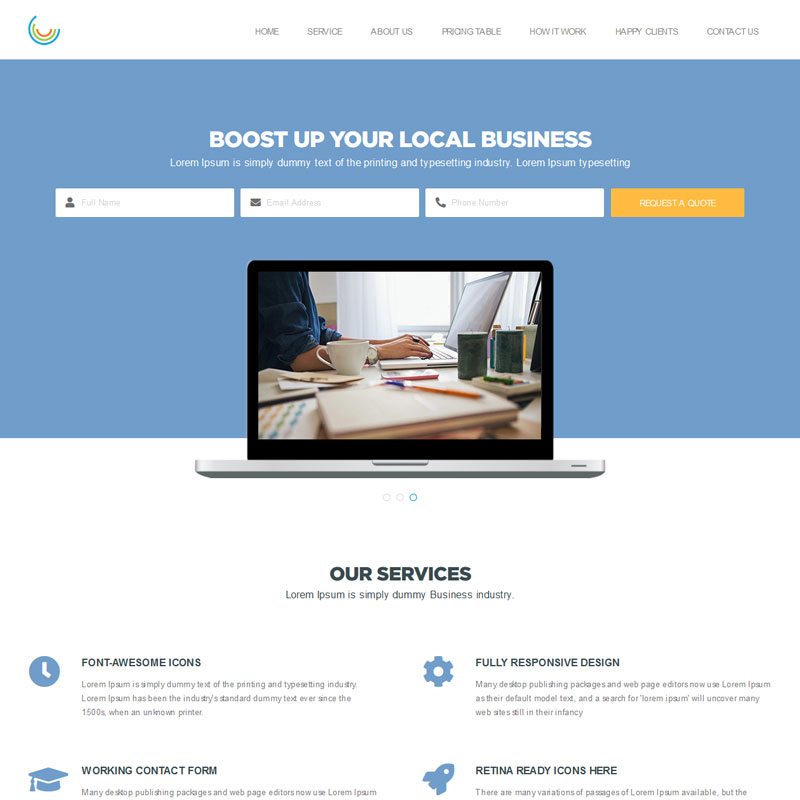 HOME SERVICE ABOUT US PRICING TABLE HOW IT WORK HAPPY CLIENTS CONTACT US
BOOST UP YOUR LOCAL BUSINESS
Lorem Ipsum is simply dummy text of the printing and typesetting industry. Lorem Ipsum typesetting
Full Name Email Address Phone Number REQUEST A QUOTE
OUR SERVICES
Lorem Ipsum is simply dummy Business industry.
FONT-AWESOME ICONS
Lorem Ipsum is simply dummy text of the printing and typesetting industry.
Lorem Ipsum has been the industry's standard dummy text ever since the
1500s, when an unknown printer.
FULLY RESPONSIVE DESIGN
Many desktop publishing packages and web page editors now use Lorem Ipsum
as their default model text, and a search for 'lorem ipsum' will uncover many
web sites still in their infancy
WORKING CONTACT FORM
Many desktop publishing packages and web page editors now use Lorem Ipsum
RETINA READY ICONS HERE
There are many variations of passages of Lorem Ipsum available, but the